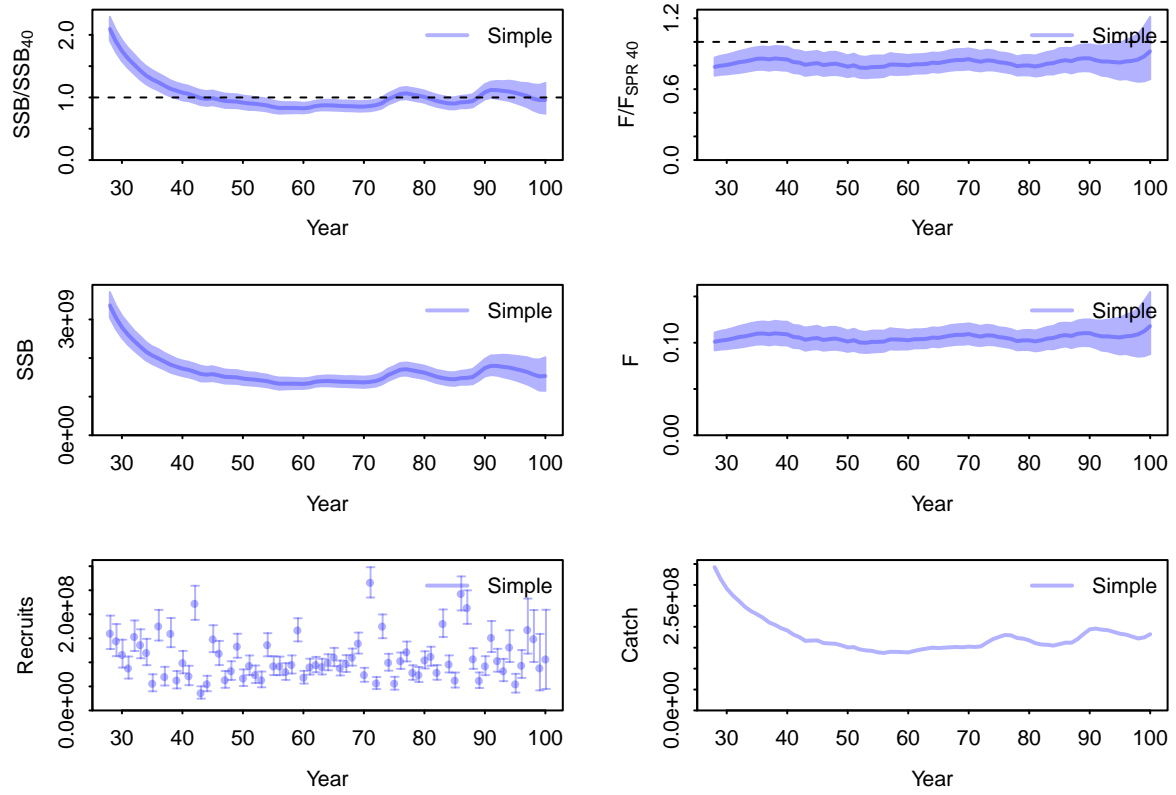 SSB/SSB40
0.0 1.0 2.0
Simple
30 40 50 60 70 80 90 100
Year
F/FSPR 40
0.0 0.6 1.2
Simple
30 40 50 60 70 80 90 100
Year
SSB
0e+00 3e+09
Simple
30 40 50 60 70 80 90 100
Year
F
0.00 0.10
Simple
30 40 50 60 70 80 90 100
Year
Recruits
0.0e+00 2.0e+08
Simple
30 40 50 60 70 80 90 100
Year
Catch
0.0e+00 2.5e+08
Simple
30 40 50 60 70 80 90 100
Year